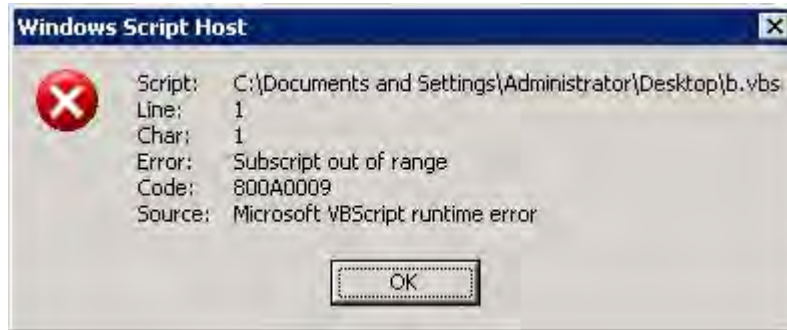 Windows Script Host
Script: C:\Documents and Settings\Administrator\Desktop\b.vbs
Line: 1
Char: 1
Error: Subscript out of range
Code: 800A0009
Source: Microsoft VBScript runtime error
OK